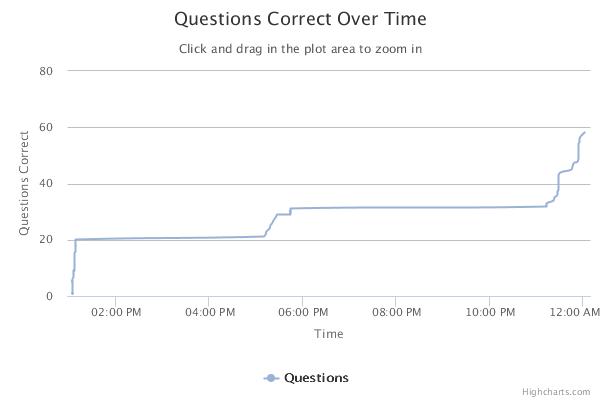 Questions Correct Over Time
Click and drag in the plot area to zoom in
80
60
40
20
0
Questions Correct
02:00 PM
04:00 PM
06:00 PM
08:00 PM
10:00 PM
12:00 AM
Time
Questions
Highcharts.com